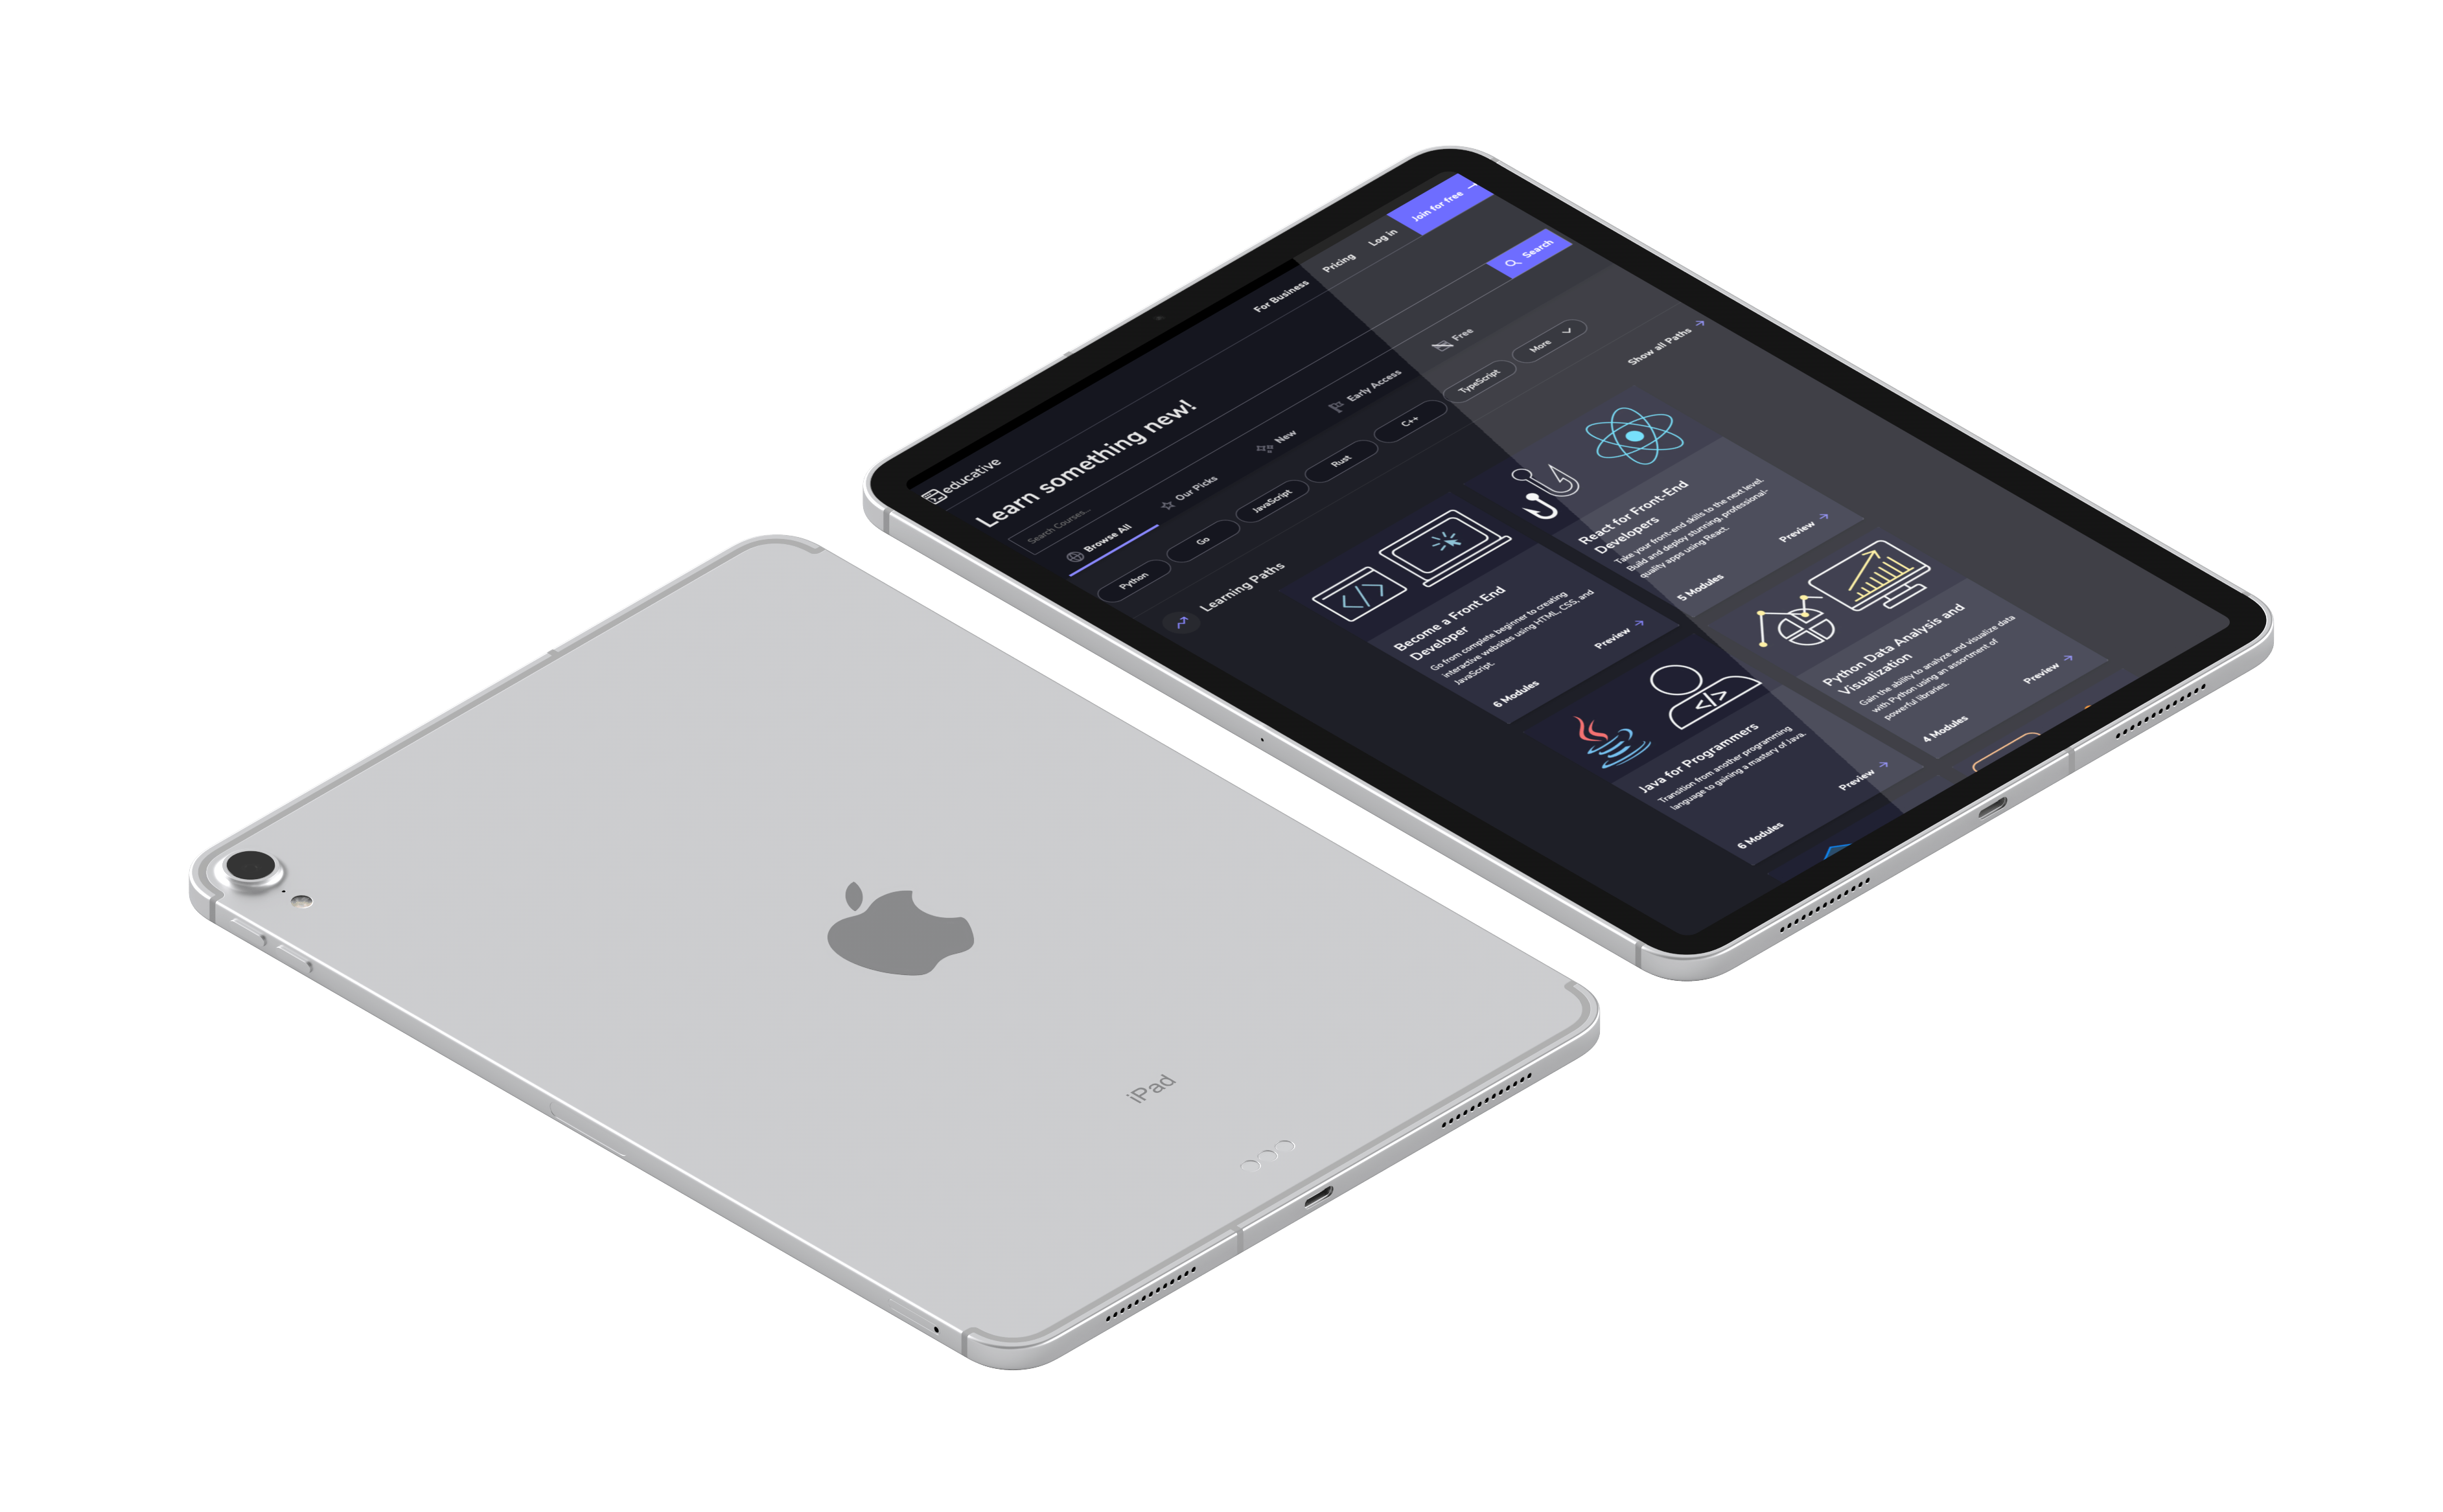 educative
For Business
Pricing
Log in
Join for free
Learn something new!
Search Courses...
Search
Browse All
Our Picks
New
Early Access
Free
Python
Go
JavaScript
Rust
C++
TypeScript
More
Learning Paths
Show all Paths
Become a Front End
Developer
Go from complete beginner to creating
interactive websites using HTML, CSS, and
JavaScript.
6 Modules
Preview
React for Front-End
Developers
Take your front-end skills to the next level.
Build and deploy stunning, professional-
quality apps using React.
5 Modules
Preview
Java for Programmers
Transition from another programming
language to gaining a mastery of Java.
6 Modules
Preview
Python Data Analysis and
Visualization
Gain the ability to analyze and visualize data
with Python using an assortment of
powerful libraries.
4 Modules
Preview
iPad